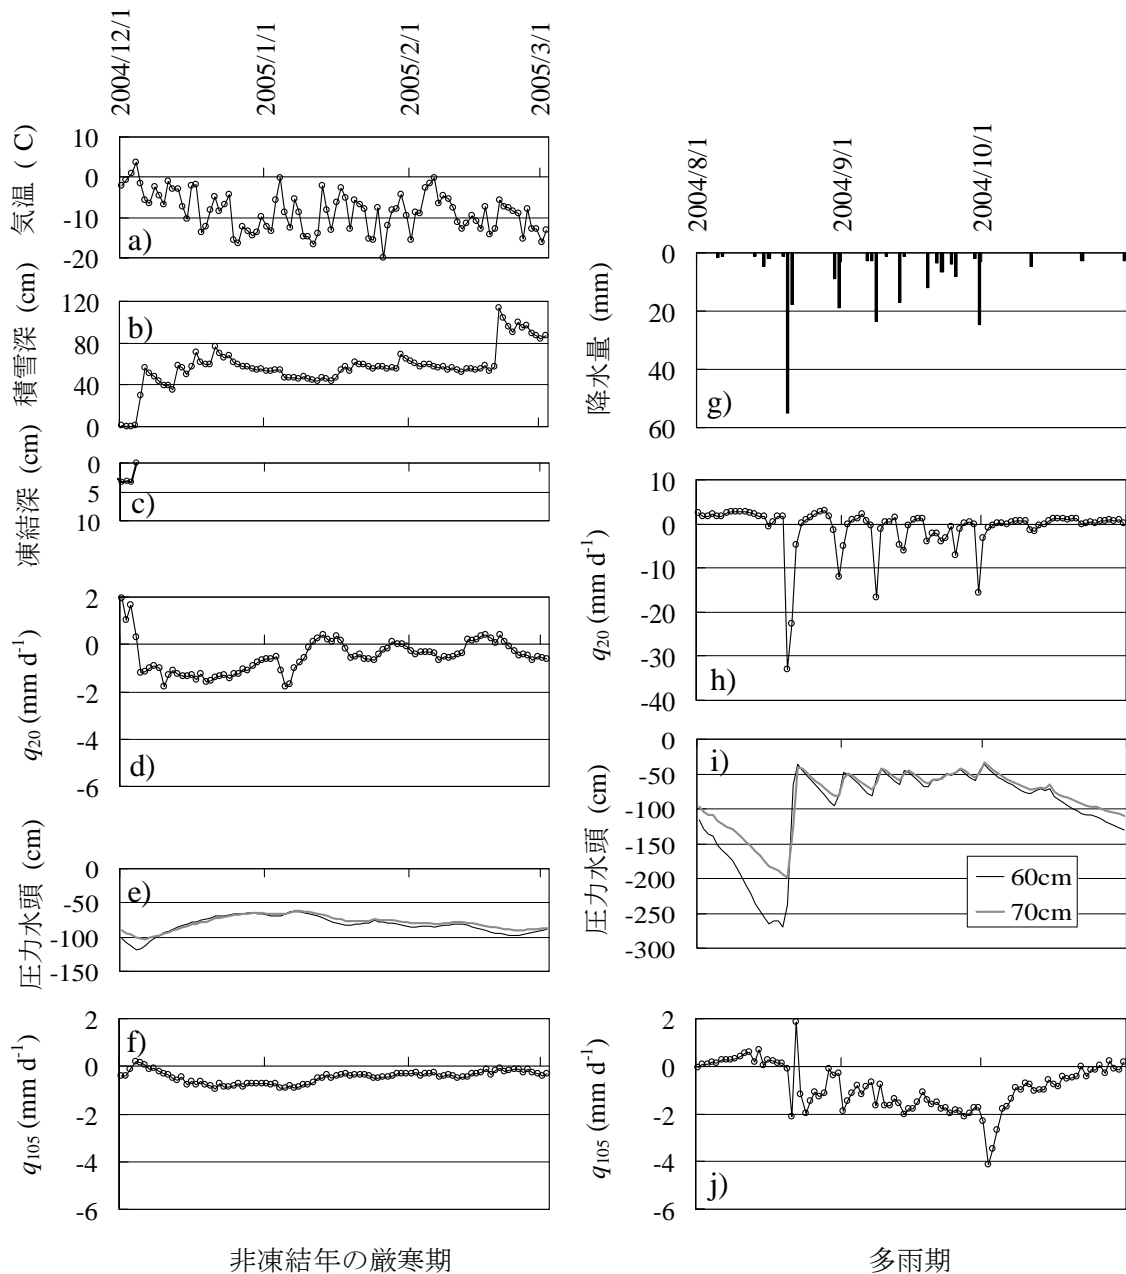 2004/12/1
2005/1/1
2005/2/1
2005/3/1
気温 ( C)
10
0
-10
-20
a)
積雪深 (cm)
120
80
40
0
b)
凍結深 (cm)
0
5
10
c)
q20 (mm d-1)
2
0
-2
-4
-6
d)
圧力水頭 (cm)
0
-50
-100
-150
e)
q105 (mm d-1)
2
0
-2
-4
-6
f)
非凍結年の厳寒期
2004/8/1
2004/9/1
2004/10/1
降水量 (mm)
0
20
40
60
g)
q20 (mm d-1)
10
0
-10
-20
-30
-40
h)
圧力水頭 (cm)
0
-50
-100
-150
-200
-250
-300
i)
60cm
70cm
q105 (mm d-1)
2
0
-2
-4
-6
j)
多雨期